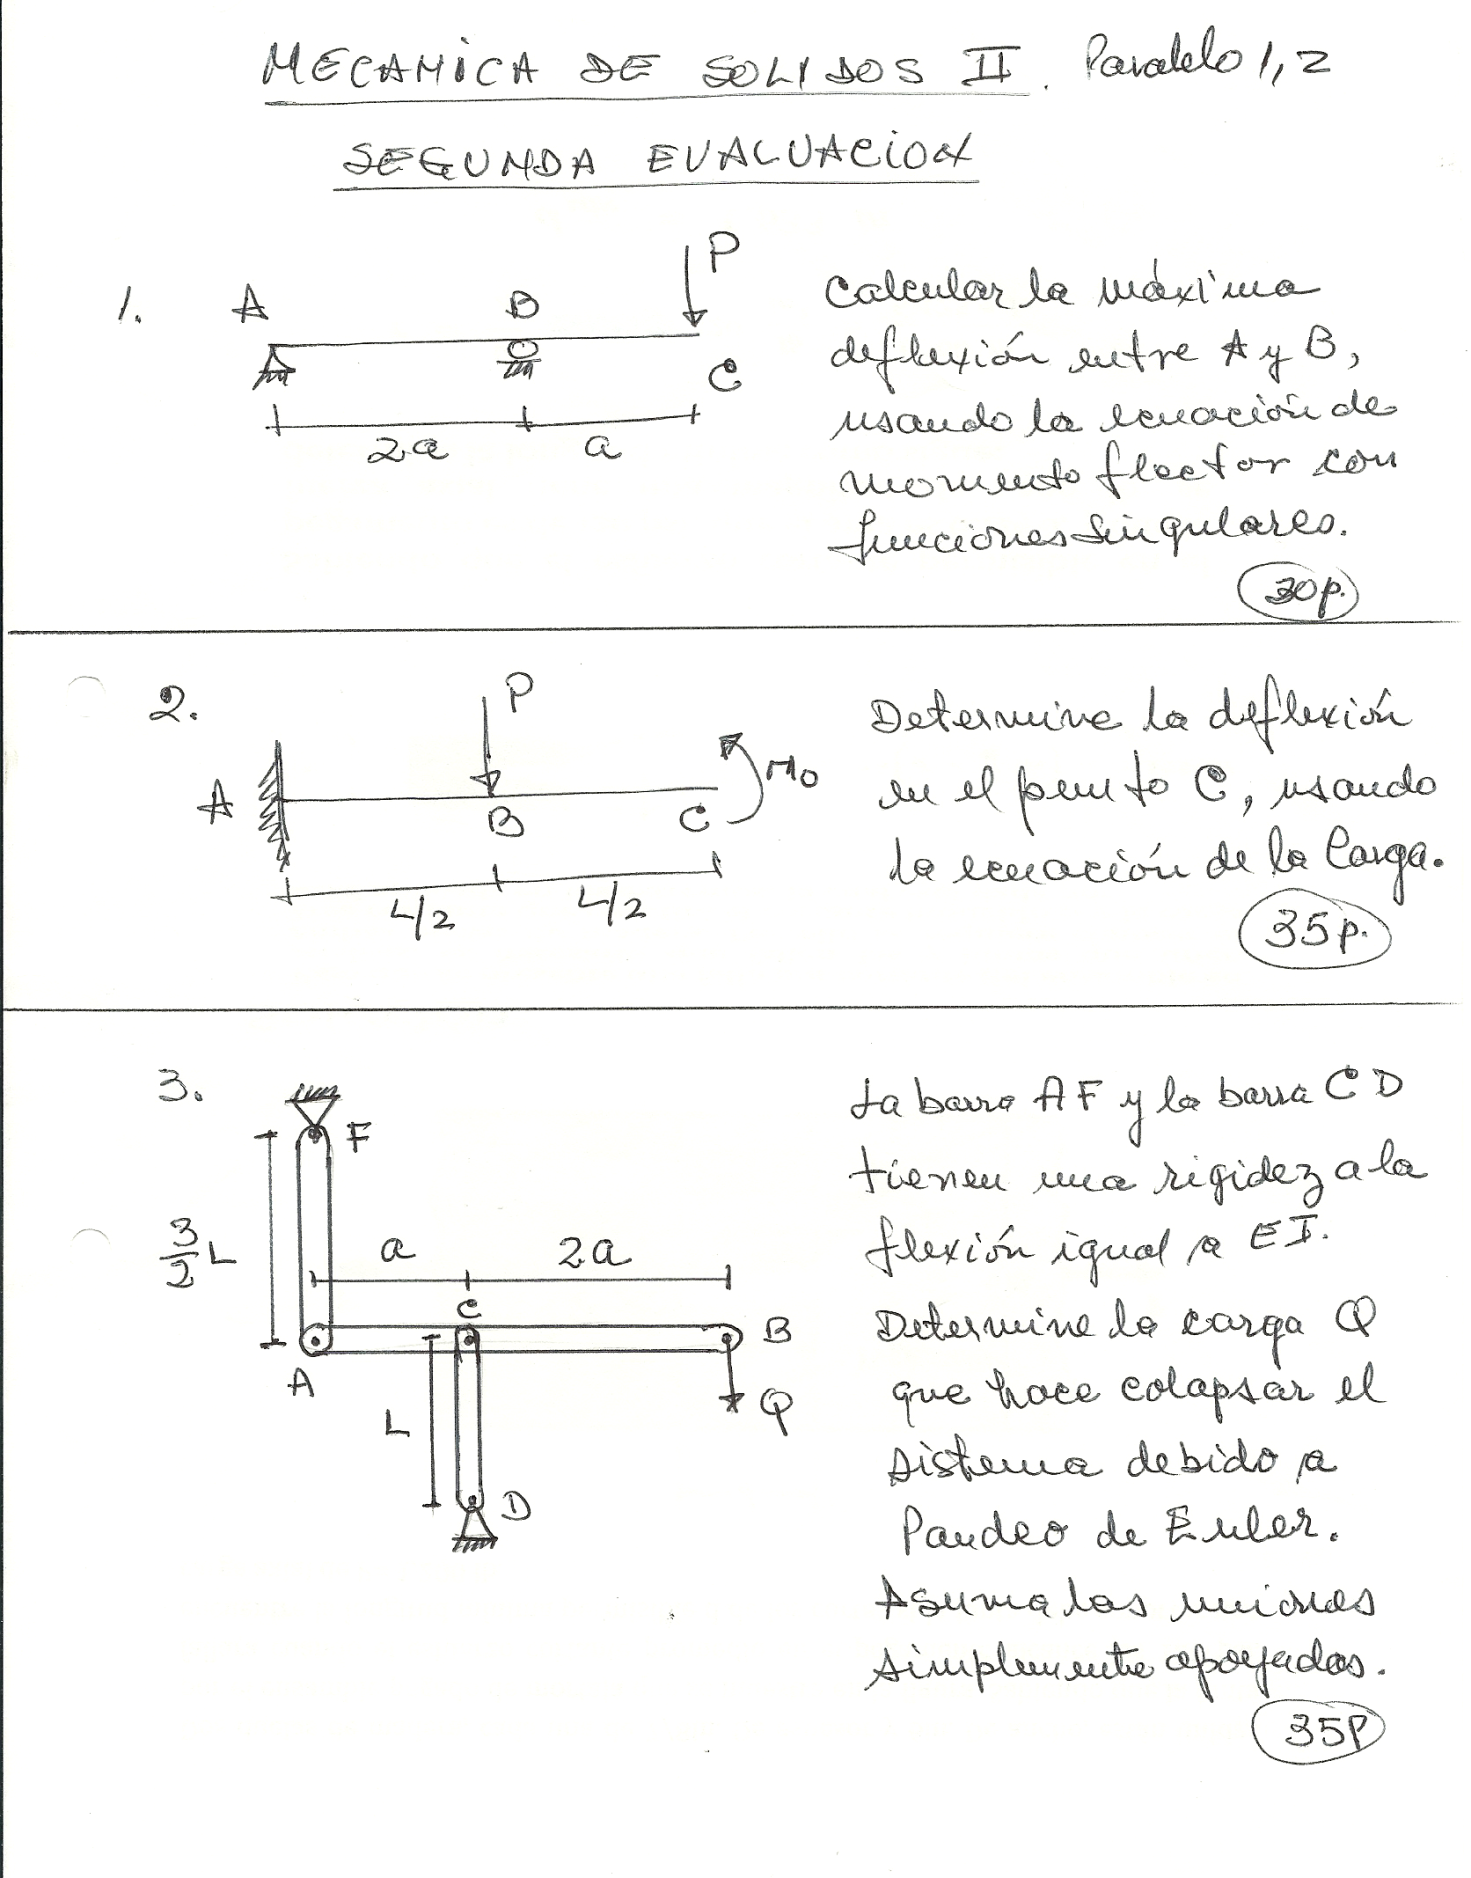 MECANICA DE SOLIDOS II. Paralelo 1, 2
SEGUNDA EVALUACION
1.
P
A
B
C
2a
a
Calcular la máxima
deflexión entre A y B,
usando la ecuación de
momento flector con
funciones singulares.
30p.
2.
P
A
B
C
M0
L/2
L/2
Determine la deflexión
en el punto C, usando
la ecuación de la Carga.
35p.
3.
F
3/2 L
a
2a
C
B
A
L
Q
D
La barra AF y la barra CD
tienen una rigidez a la
flexión igual a EI.
Determine la carga Q
que hace colapsar el
sistema debido a
Pandeo de Euler.
Asuma las uniones
simplemente apoyadas.
35P